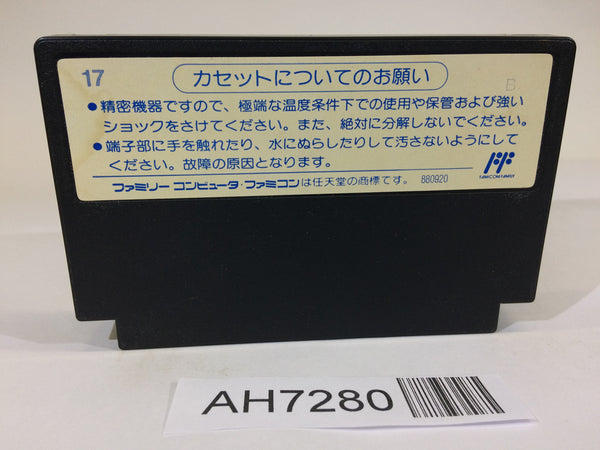 17
カセットについてのお願い
B
●精密機器ですので、極端な温度条件下での使用や保管および強い
ショックをさけてください。また、絶対に分解しないでください。
●端子部に手を触れたり、水にぬらしたりして汚さないようにして
ください。故障の原因となります。
FAMICOM FAMILY
ファミリー コンピュータ・ファミコンは任天堂の商標です。 880920
AH7280